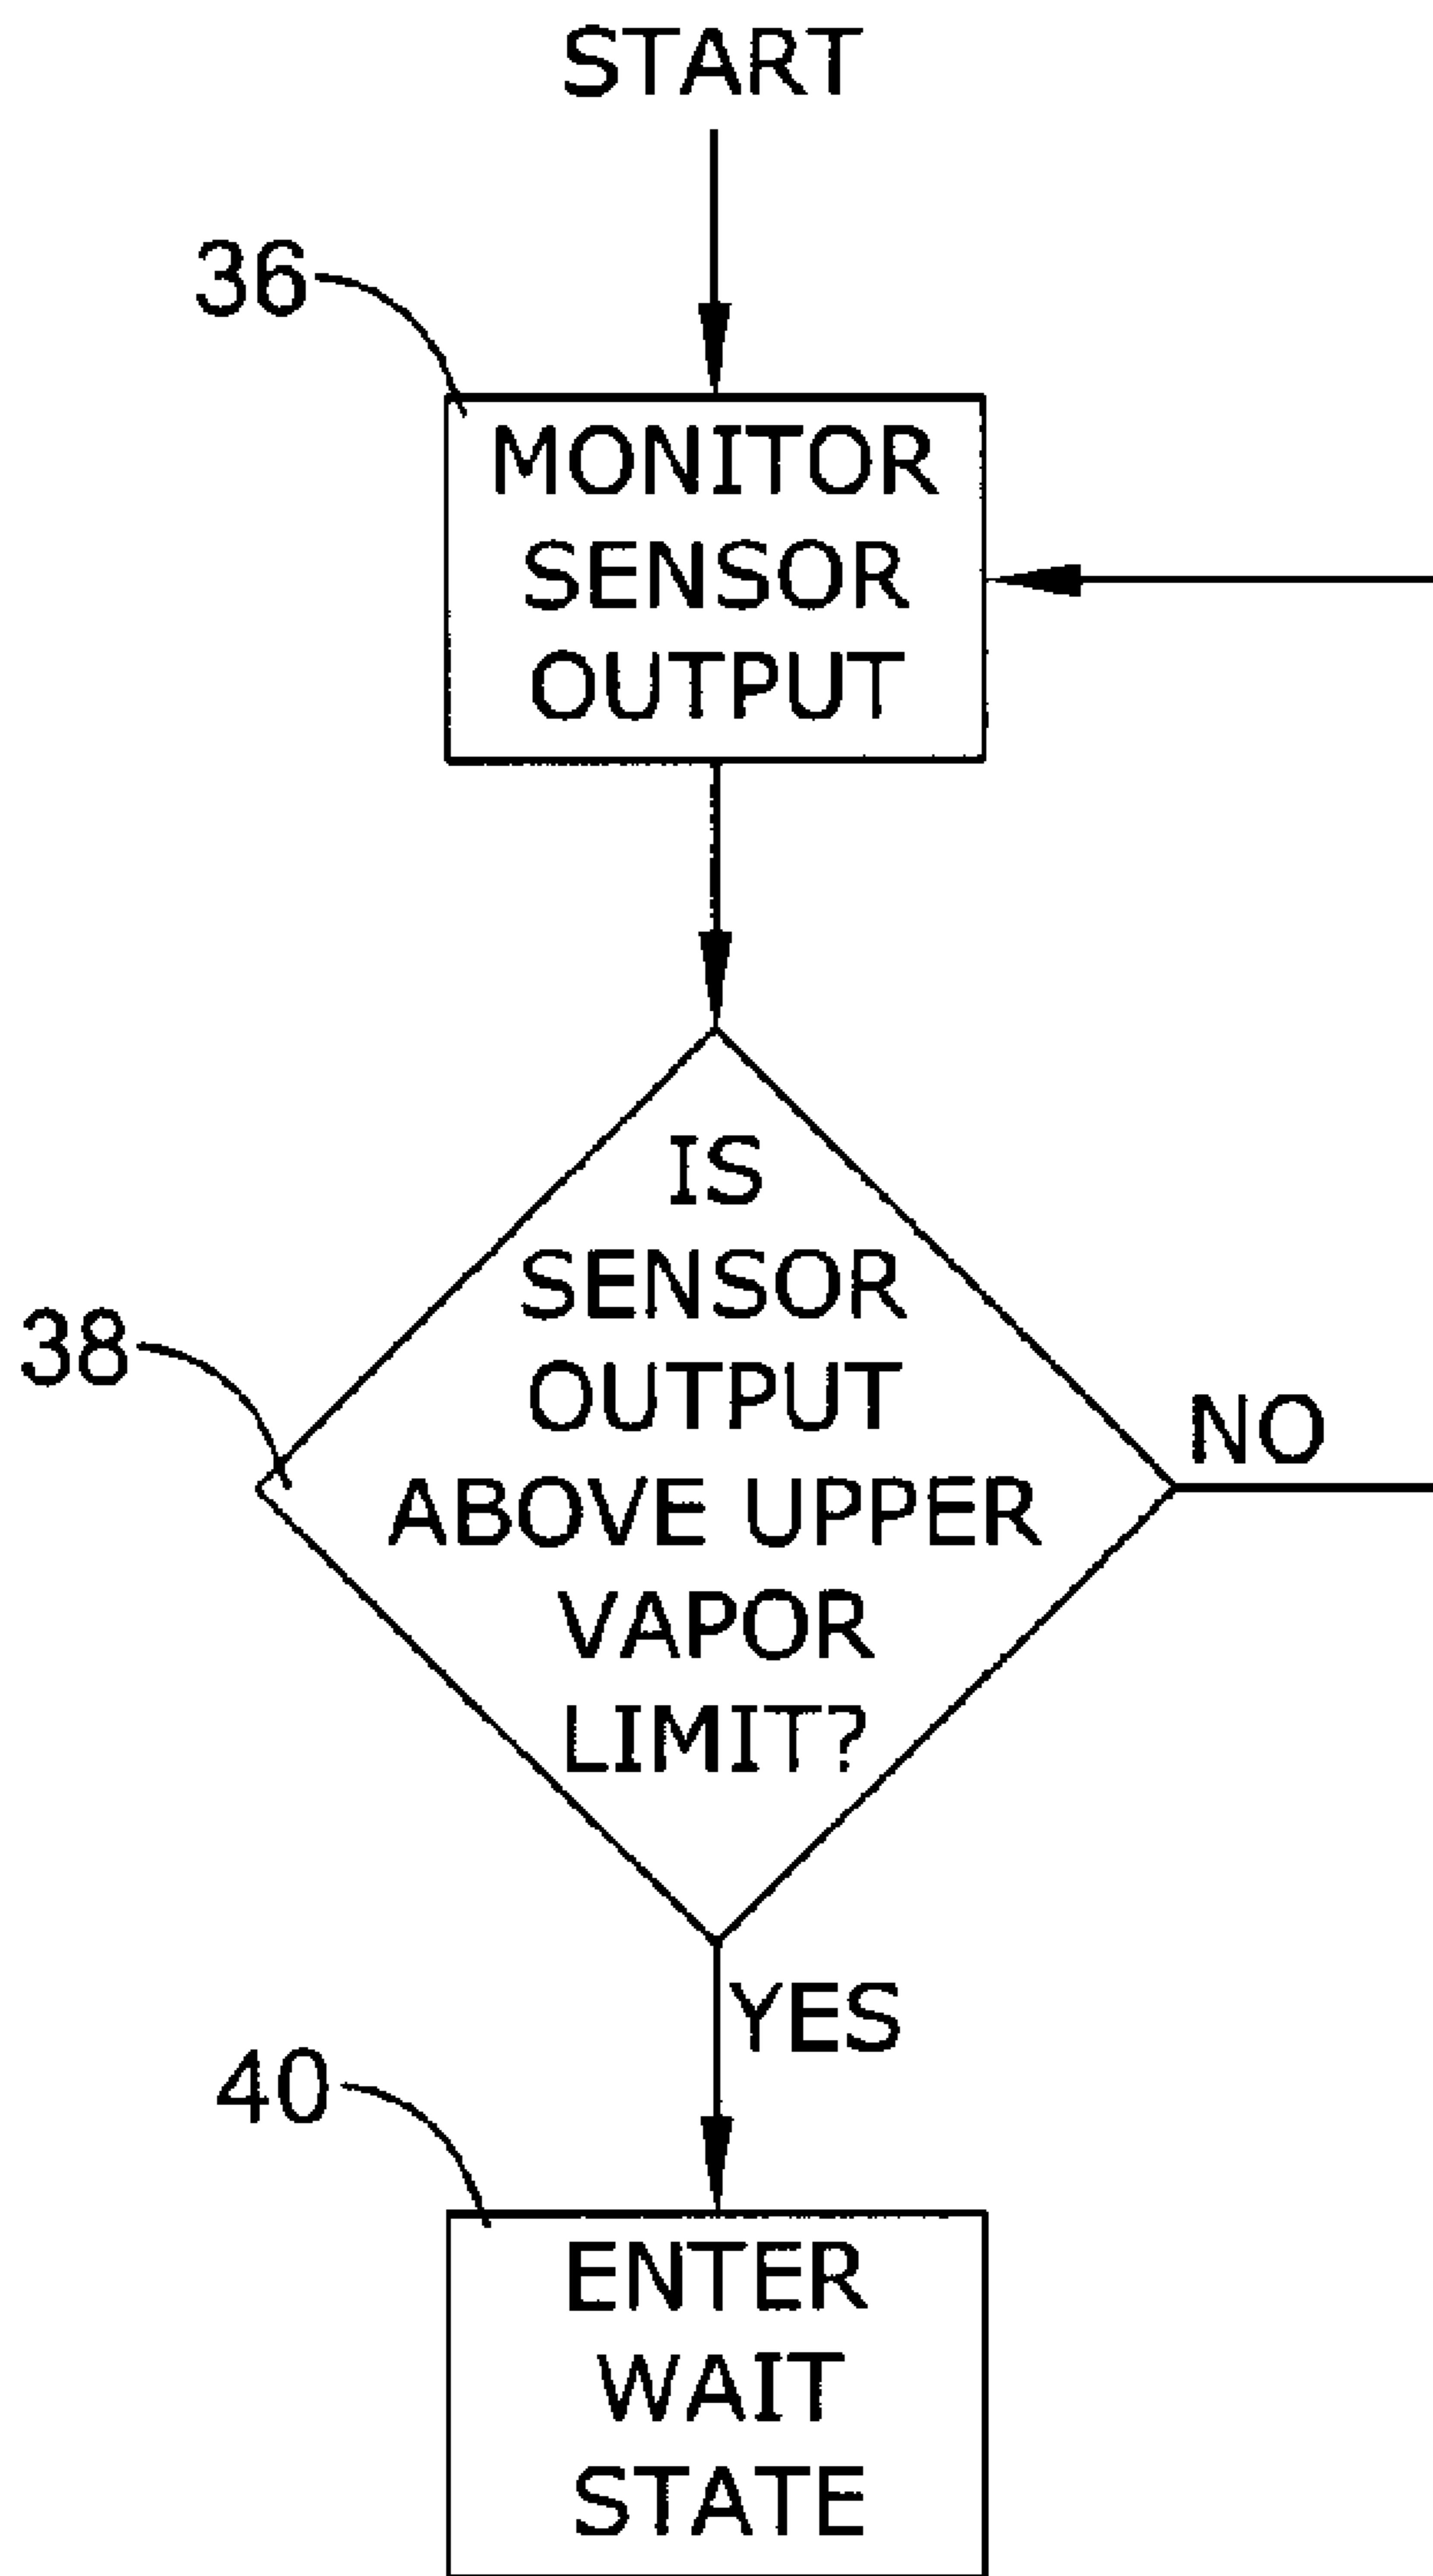 START
36
MONITOR
SENSOR
OUTPUT
IS
SENSOR
OUTPUT
ABOVE UPPER
VAPOR
LIMIT?
38
NO
YES
40
ENTER
WAIT
STATE